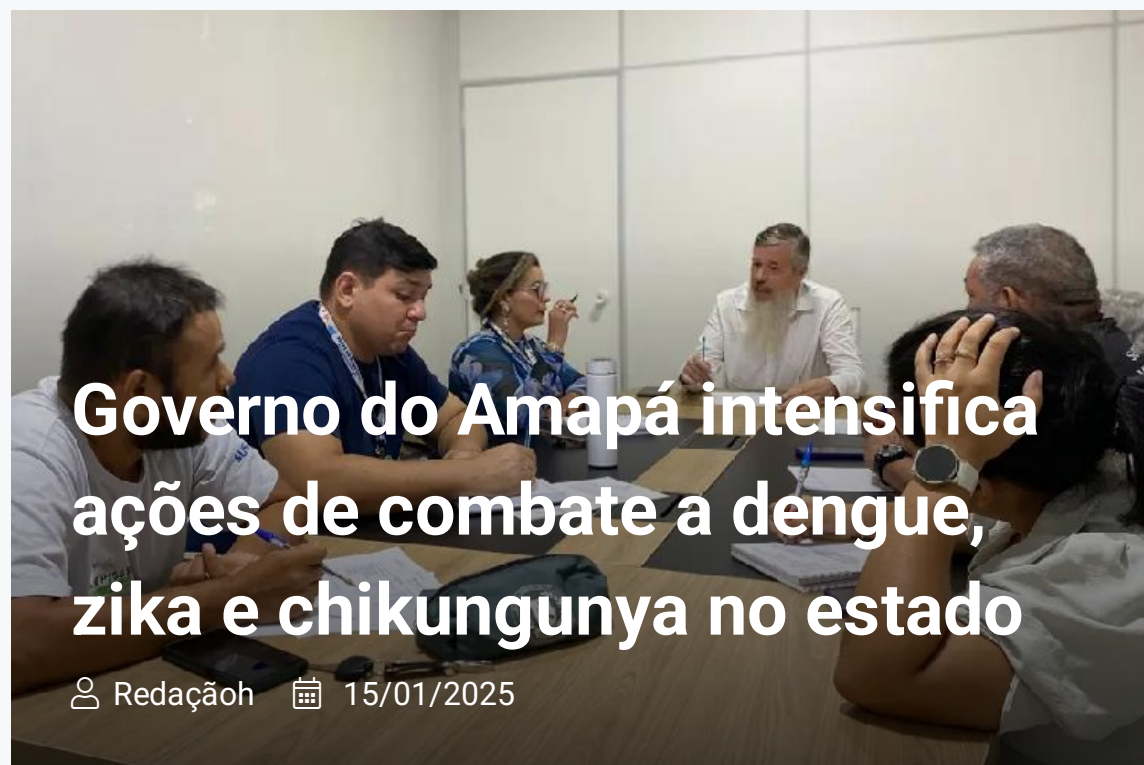 Governo do Amapá intensifica
ações de combate a dengue,
zika e chikungunya no estado
Redaçãoh 15/01/2025